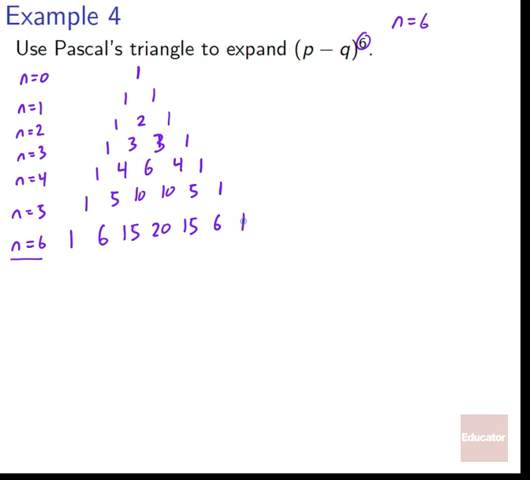 Example 4
n=6
Use Pascal's triangle to expand (p − q)⁶.
n=0 1
n=1 1 1
n=2 1 2 1
n=3 1 3 3 1
n=4 1 4 6 4 1
n=5 1 5 10 10 5 1
n=6 1 6 15 20 15 6 1
Educator